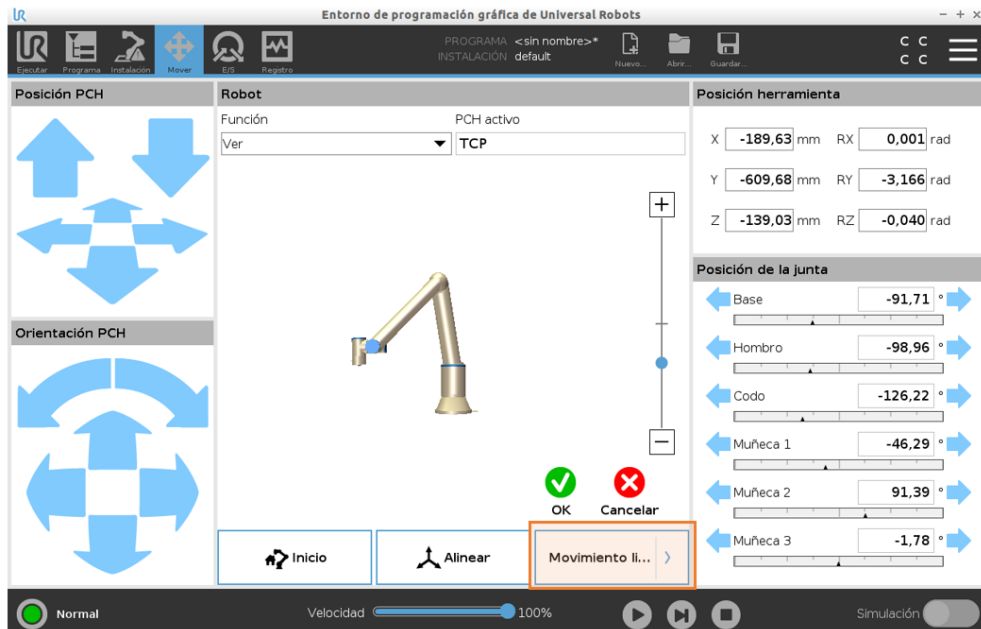 Entorno de programación gráfica de Universal Robots
PROGRAMA <sin nombre>*
INSTALACIÓN default
Ejecutar Programa Instalación Mover E/S Registro
Nuevo... Abrir... Guardar...
C C
C C
Posición PCH
Orientación PCH
Robot
Función PCH activo
Ver TCP
OK Cancelar
Inicio Alinear Movimiento li...
Posición herramienta
X -189,63 mm RX 0,001 rad
Y -609,68 mm RY -3,166 rad
Z -139,03 mm RZ -0,040 rad
Posición de la junta
Base -91,71 °
Hombro -98,96 °
Codo -126,22 °
Muñeca 1 -46,29 °
Muñeca 2 91,39 °
Muñeca 3 -1,78 °
Normal Velocidad 100% Simulación